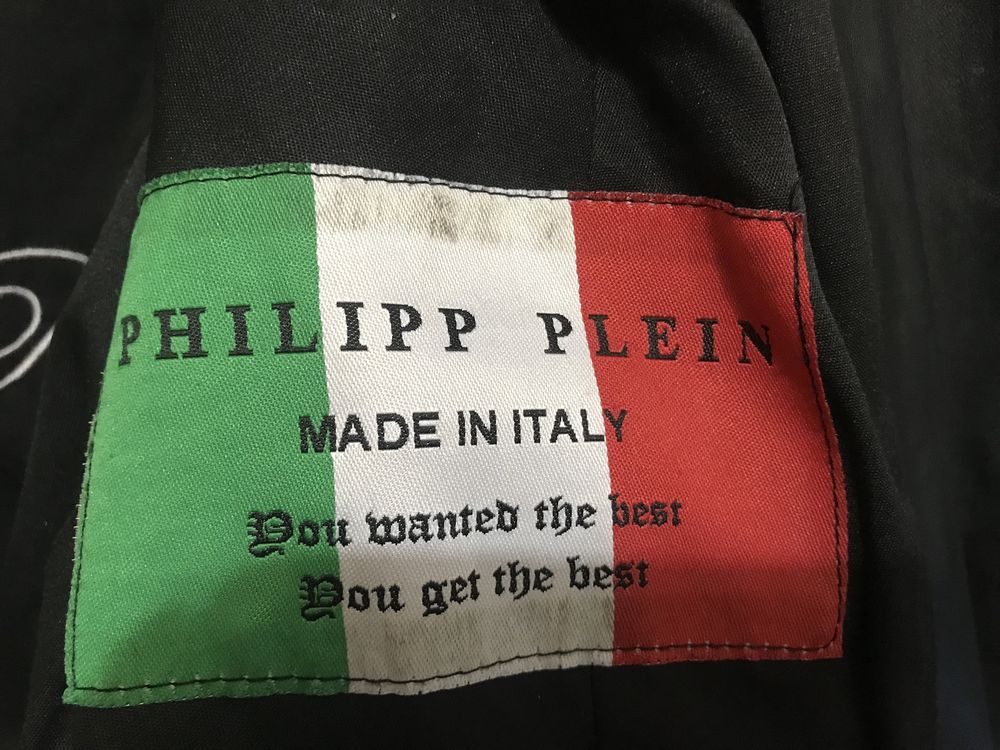 PHILIPP PLEIN
MADE IN ITALY
You wanted the best
You get the best